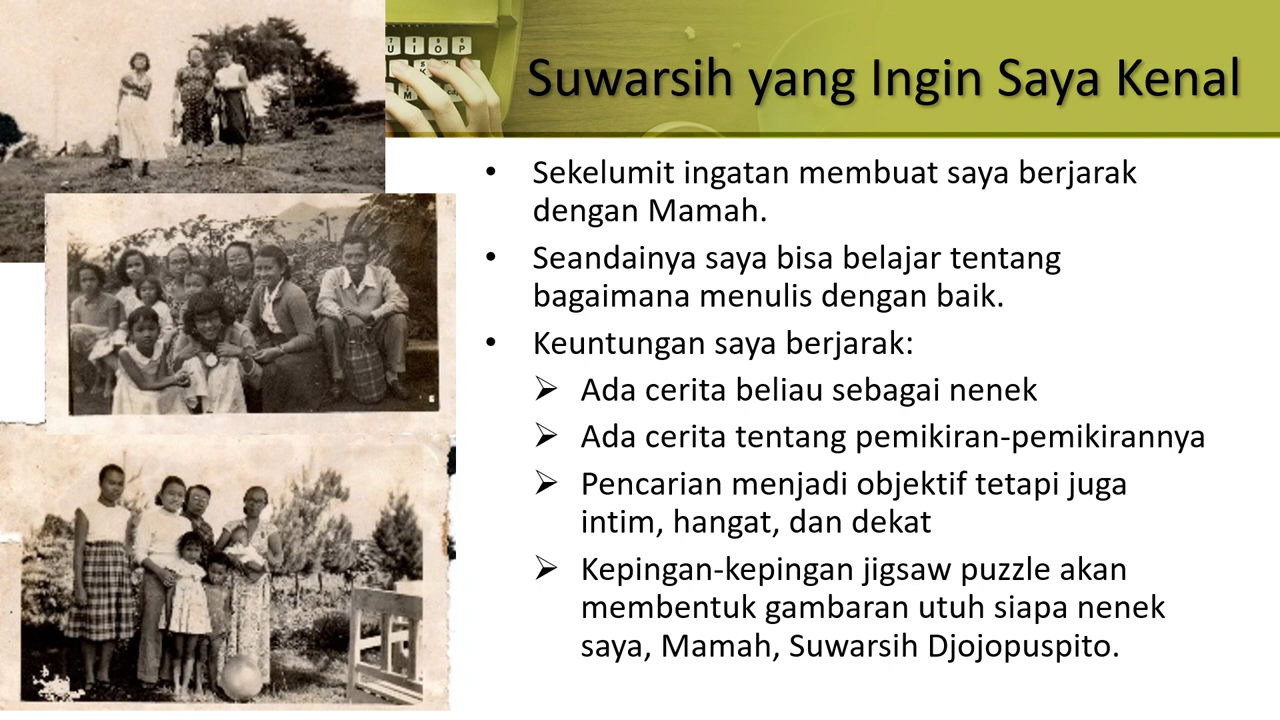 Suwarsih yang Ingin Saya Kenal
• Sekelumit ingatan membuat saya berjarak
dengan Mamah.
• Seandainya saya bisa belajar tentang
bagaimana menulis dengan baik.
• Keuntungan saya berjarak:
➢ Ada cerita beliau sebagai nenek
➢ Ada cerita tentang pemikiran-pemikirannya
➢ Pencarian menjadi objektif tetapi juga
intim, hangat, dan dekat
➢ Kepingan-kepingan jigsaw puzzle akan
membentuk gambaran utuh siapa nenek
saya, Mamah, Suwarsih Djojopuspito.